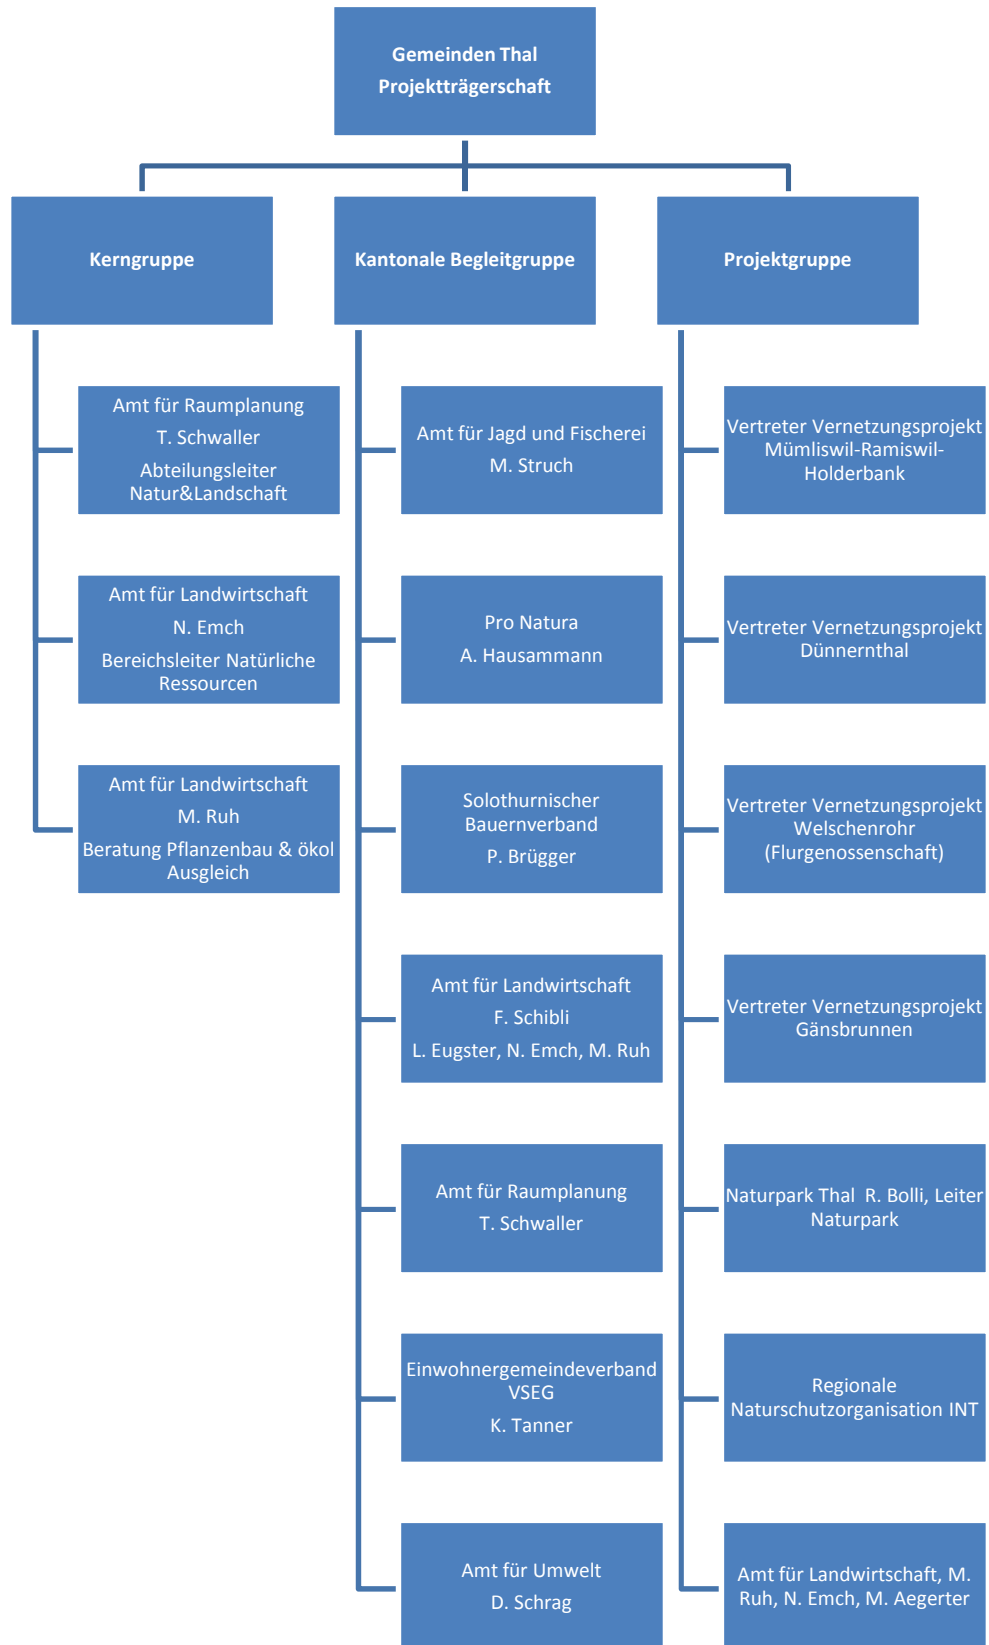 Gemeinden Thal
Projektträgerschaft
Kerngruppe
Amt für Raumplanung
T. Schwaller
Abteilungsleiter
Natur&Landschaft
Amt für Landwirtschaft
N. Emch
Bereichsleiter Natürliche
Ressourcen
Amt für Landwirtschaft
M. Ruh
Beratung Pflanzenbau & ökol
Ausgleich
Kantonale Begleitgruppe
Amt für Jagd und Fischerei
M. Struch
Pro Natura
A. Hausammann
Solothurnischer
Bauernverband
P. Brügger
Amt für Landwirtschaft
F. Schibli
L. Eugster, N. Emch, M. Ruh
Amt für Raumplanung
T. Schwaller
Einwohnergemeindeverband
VSEG
K. Tanner
Amt für Umwelt
D. Schrag
Projektgruppe
Vertreter Vernetzungsprojekt
Mümliswil-Ramiswil-
Holderbank
Vertreter Vernetzungsprojekt
Dünnernthal
Vertreter Vernetzungsprojekt
Welschenrohr
(Flurgenossenschaft)
Vertreter Vernetzungsprojekt
Gänsbrunnen
Naturpark Thal  R. Bolli, Leiter
Naturpark
Regionale
Naturschutzorganisation INT
Amt für Landwirtschaft, M.
Ruh, N. Emch, M. Aegerter